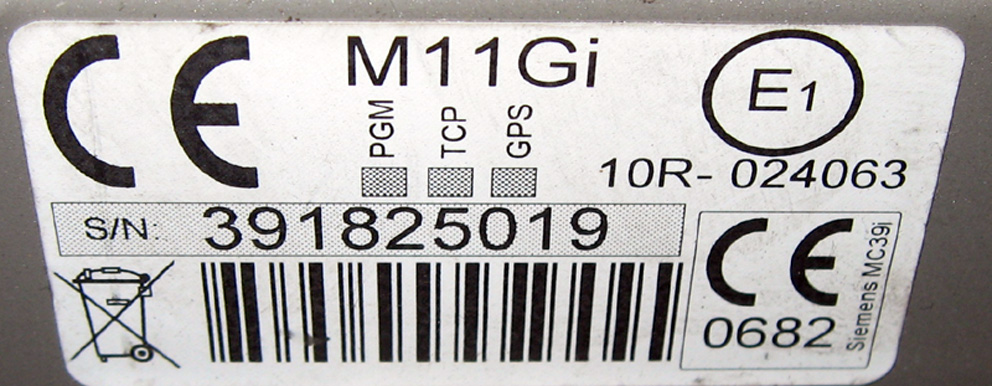 CE M11Gi E1
PGM TCP GPS
10R- 024063
S/N: 391825019
CE
0682
Siemens MC39i